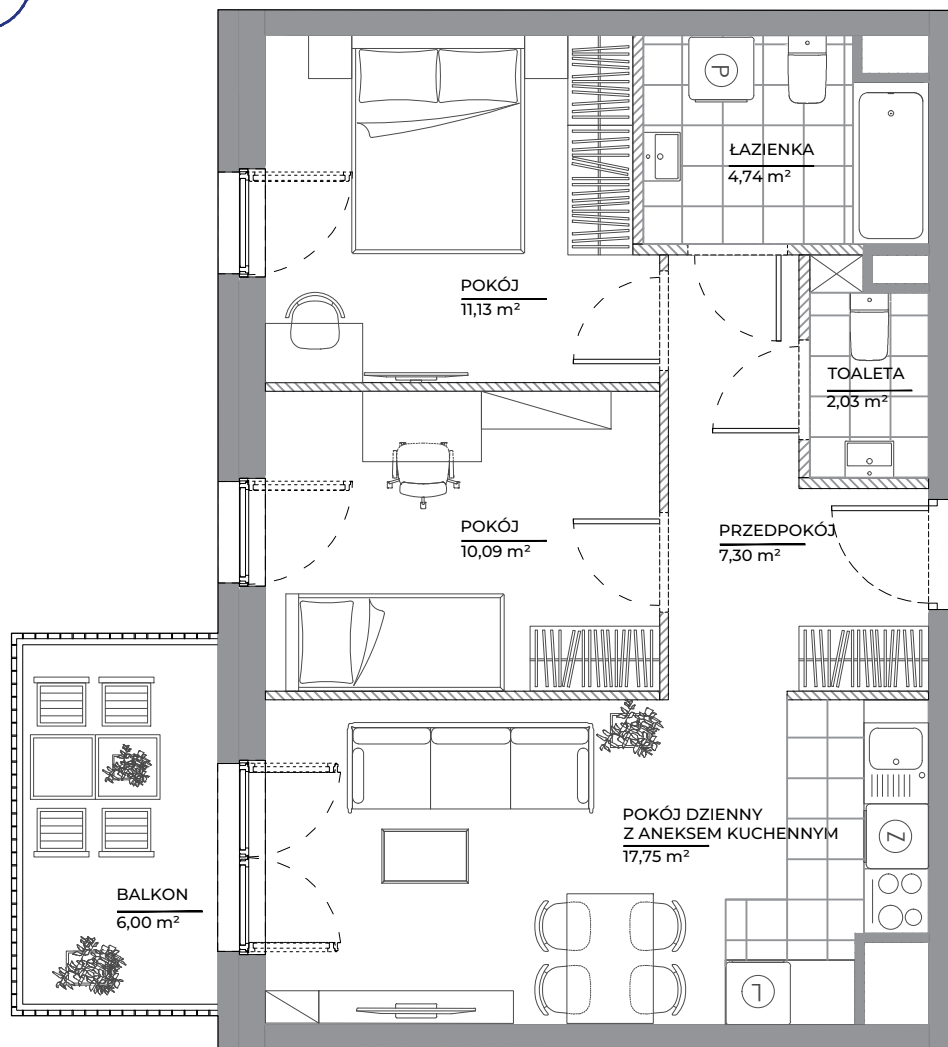 P
ŁAZIENKA
4,74 m²
POKÓJ
11,13 m²
TOALETA
2,03 m²
POKÓJ
10,09 m²
PRZEDPOKÓJ
7,30 m²
POKÓJ DZIENNY
Z ANEKSEM KUCHENNYM
17,75 m²
Z
BALKON
6,00 m²
L